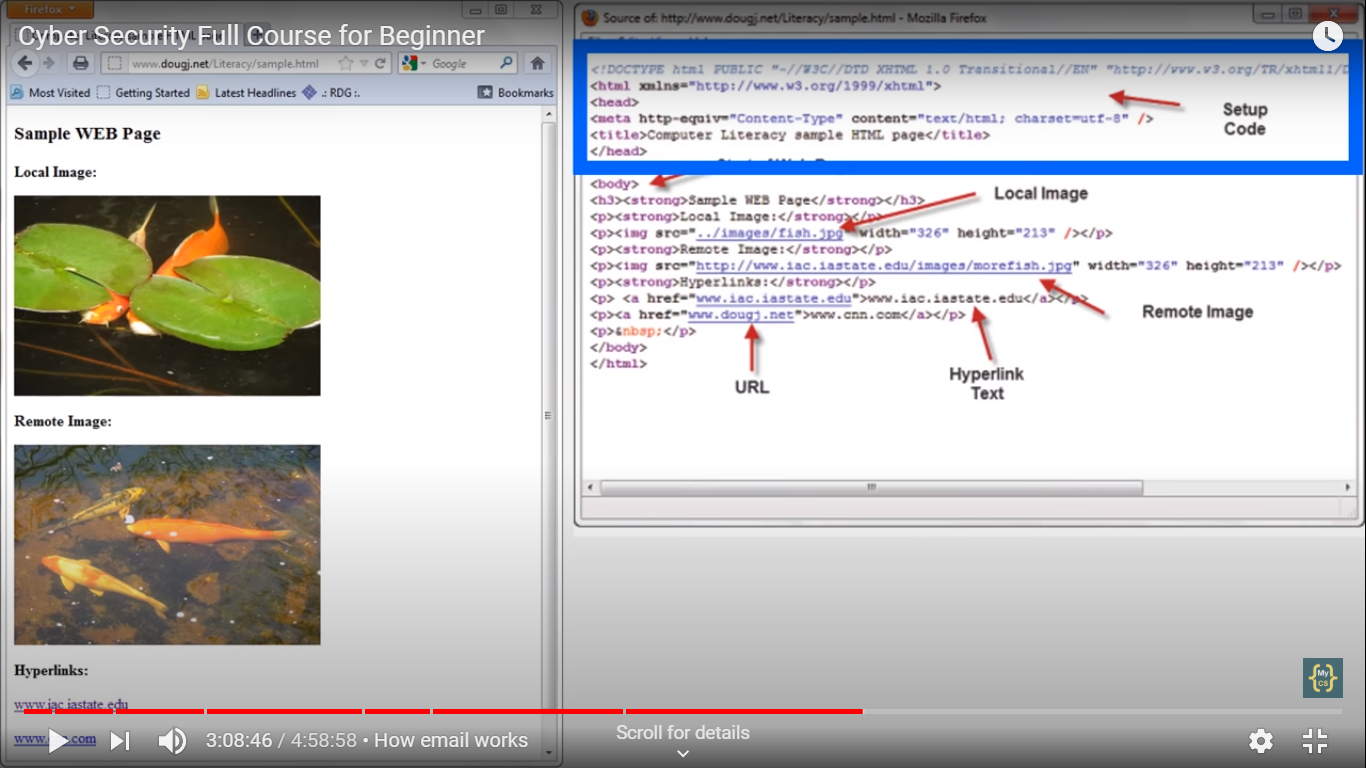 Firefox
Cyber Security Full Course for Beginner
www.dougj.net/Literacy/sample.html
Google
Most Visited
Getting Started
Latest Headlines
.: RDG :.
Bookmarks
Sample WEB Page
Local Image:
Remote Image:
Hyperlinks:
www.iac.iastate.edu
Source of: http://www.dougj.net/Literacy/sample.html - Mozilla Firefox
<!DOCTYPE html PUBLIC "-//W3C//DTD XHTML 1.0 Transitional//EN" "http://www.w3.org/TR/xhtml1/D
<html xmlns="http://www.w3.org/1999/xhtml">
<head>
<meta http-equiv="Content-Type" content="text/html; charset=utf-8" />
<title>Computer Literacy sample HTML page</title>
</head>
Setup
Code
<body>
<h3><strong>Sample WEB Page</strong></h3>
<p><strong>Local Image:</strong></p>
<p><img src="../images/fish.jpg" width="326" height="213" /></p>
<p><strong>Remote Image:</strong></p>
<p><img src="http://www.iac.iastate.edu/images/morefish.jpg" width="326" height="213" /></p>
<p><strong>Hyperlinks:</strong></p>
<p> <a href="www.iac.iastate.edu">www.iac.iastate.edu</a></p>
<p><a href="www.dougj.net">www.cnn.com</a></p>
<p>&nbsp;</p>
</body>
</html>
Local Image
Remote Image
Hyperlink
Text
URL
My
CS
3:08:46 / 4:58:58 • How email works
Scroll for details